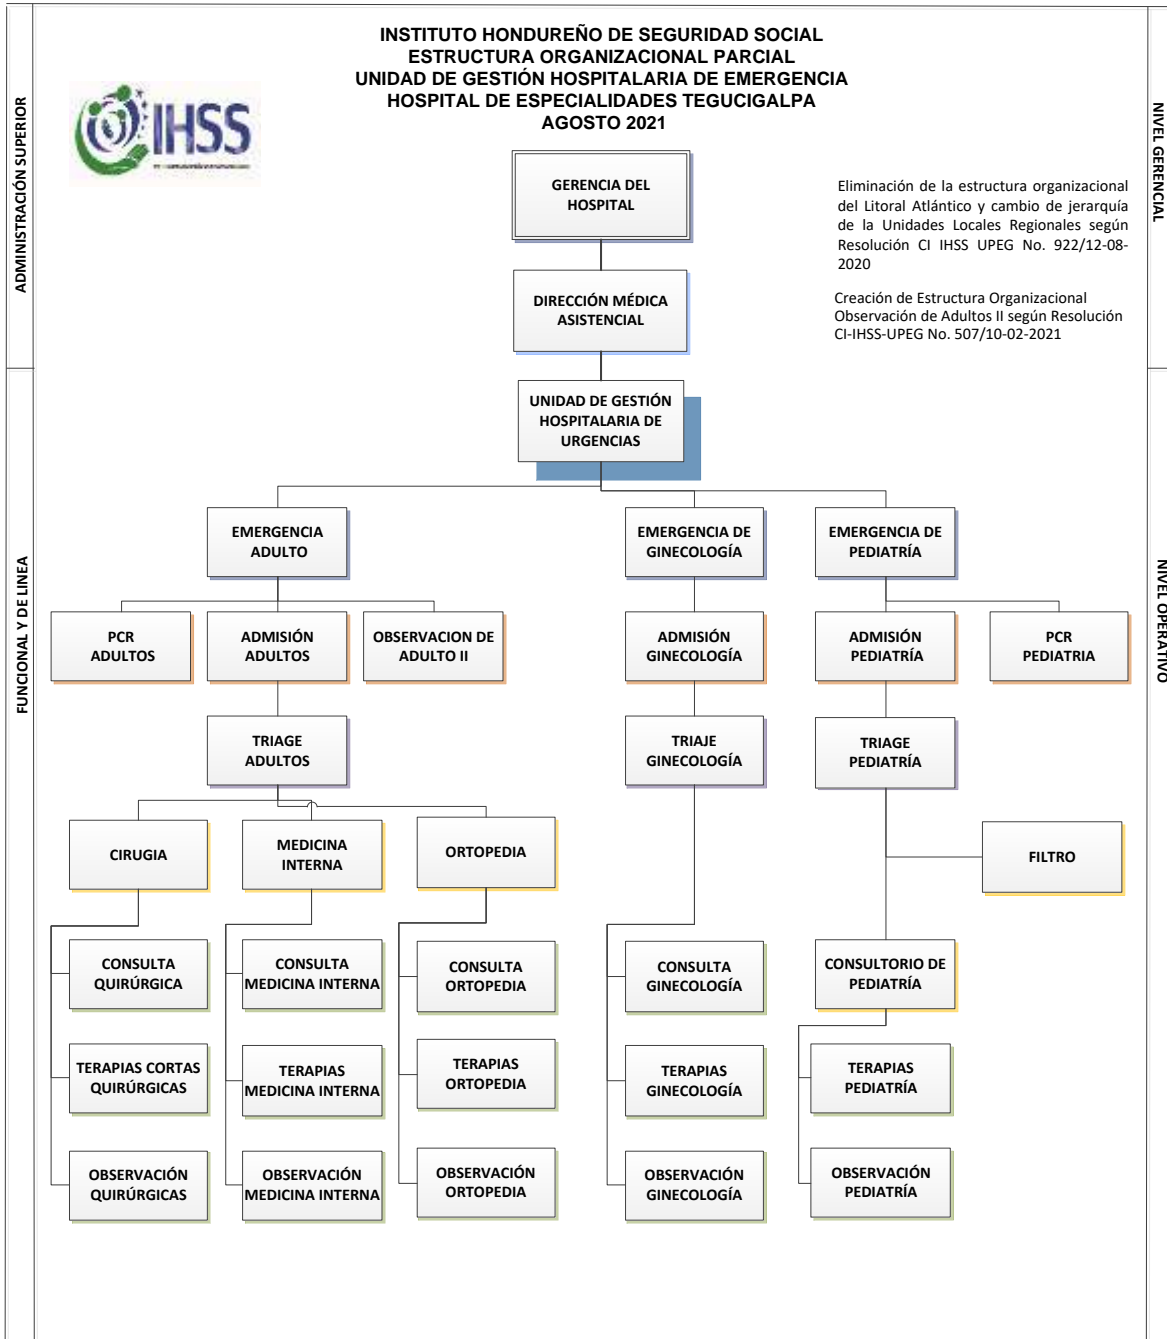 INSTITUTO HONDUREÑO DE SEGURIDAD SOCIAL
ESTRUCTURA ORGANIZACIONAL PARCIAL
UNIDAD DE GESTIÓN HOSPITALARIA DE EMERGENCIA
HOSPITAL DE ESPECIALIDADES TEGUCIGALPA
AGOSTO 2021
IHSS
ADMINISTRACIÓN SUPERIOR
NIVEL GERENCIAL
GERENCIA DEL
HOSPITAL
Eliminación de la estructura organizacional
del Litoral Atlántico y cambio de jerarquía
de la Unidades Locales Regionales según
Resolución CI IHSS UPEG No. 922/12-08-
2020
Creación de Estructura Organizacional
Observación de Adultos II según Resolución
CI-IHSS-UPEG No. 507/10-02-2021
DIRECCIÓN MÉDICA
ASISTENCIAL
UNIDAD DE GESTIÓN
HOSPITALARIA DE
URGENCIAS
FUNCIONAL Y DE LINEA
NIVEL OPERATIVO
EMERGENCIA
ADULTO
EMERGENCIA DE
GINECOLOGÍA
EMERGENCIA DE
PEDIATRÍA
PCR
ADULTOS
ADMISIÓN
ADULTOS
OBSERVACION DE
ADULTO II
ADMISIÓN
GINECOLOGÍA
ADMISIÓN
PEDIATRÍA
PCR
PEDIATRIA
TRIAGE
ADULTOS
TRIAJE
GINECOLOGÍA
TRIAGE
PEDIATRÍA
CIRUGIA
MEDICINA
INTERNA
ORTOPEDIA
FILTRO
CONSULTA
QUIRÚRGICA
CONSULTA
MEDICINA INTERNA
CONSULTA
ORTOPEDIA
CONSULTA
GINECOLOGÍA
CONSULTORIO DE
PEDIATRÍA
TERAPIAS CORTAS
QUIRÚRGICAS
TERAPIAS
MEDICINA INTERNA
TERAPIAS
ORTOPEDIA
TERAPIAS
GINECOLOGÍA
TERAPIAS
PEDIATRÍA
OBSERVACIÓN
QUIRÚRGICAS
OBSERVACIÓN
MEDICINA INTERNA
OBSERVACIÓN
ORTOPEDIA
OBSERVACIÓN
GINECOLOGÍA
OBSERVACIÓN
PEDIATRÍA